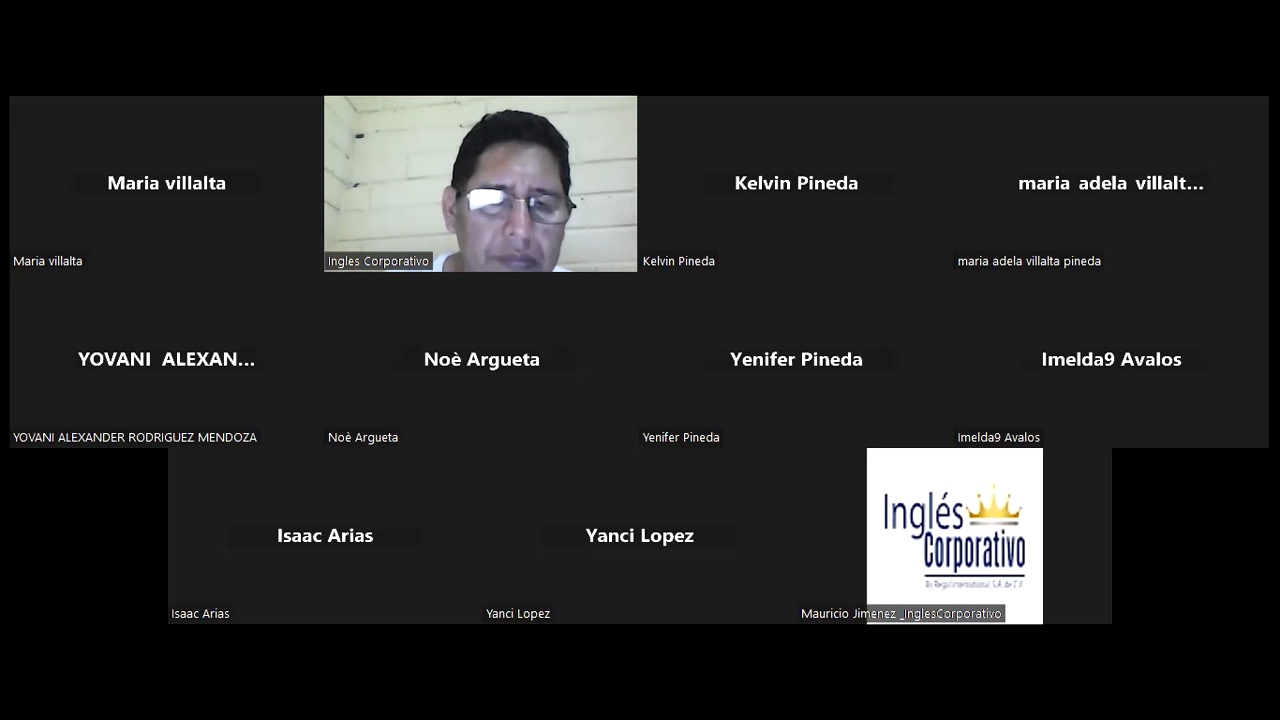 Maria villalta
Kelvin Pineda
maria adela villalt...
Maria villalta
Ingles Corporativo
Kelvin Pineda
maria adela villalta pineda
YOVANI ALEXAN...
Noè Argueta
Yenifer Pineda
Imelda9 Avalos
YOVANI ALEXANDER RODRIGUEZ MENDOZA
Noè Argueta
Yenifer Pineda
Imelda9 Avalos
Isaac Arias
Yanci Lopez
Inglés
Corporativo
Isaac Arias
Yanci Lopez
Mauricio Jimenez _InglesCorporativo